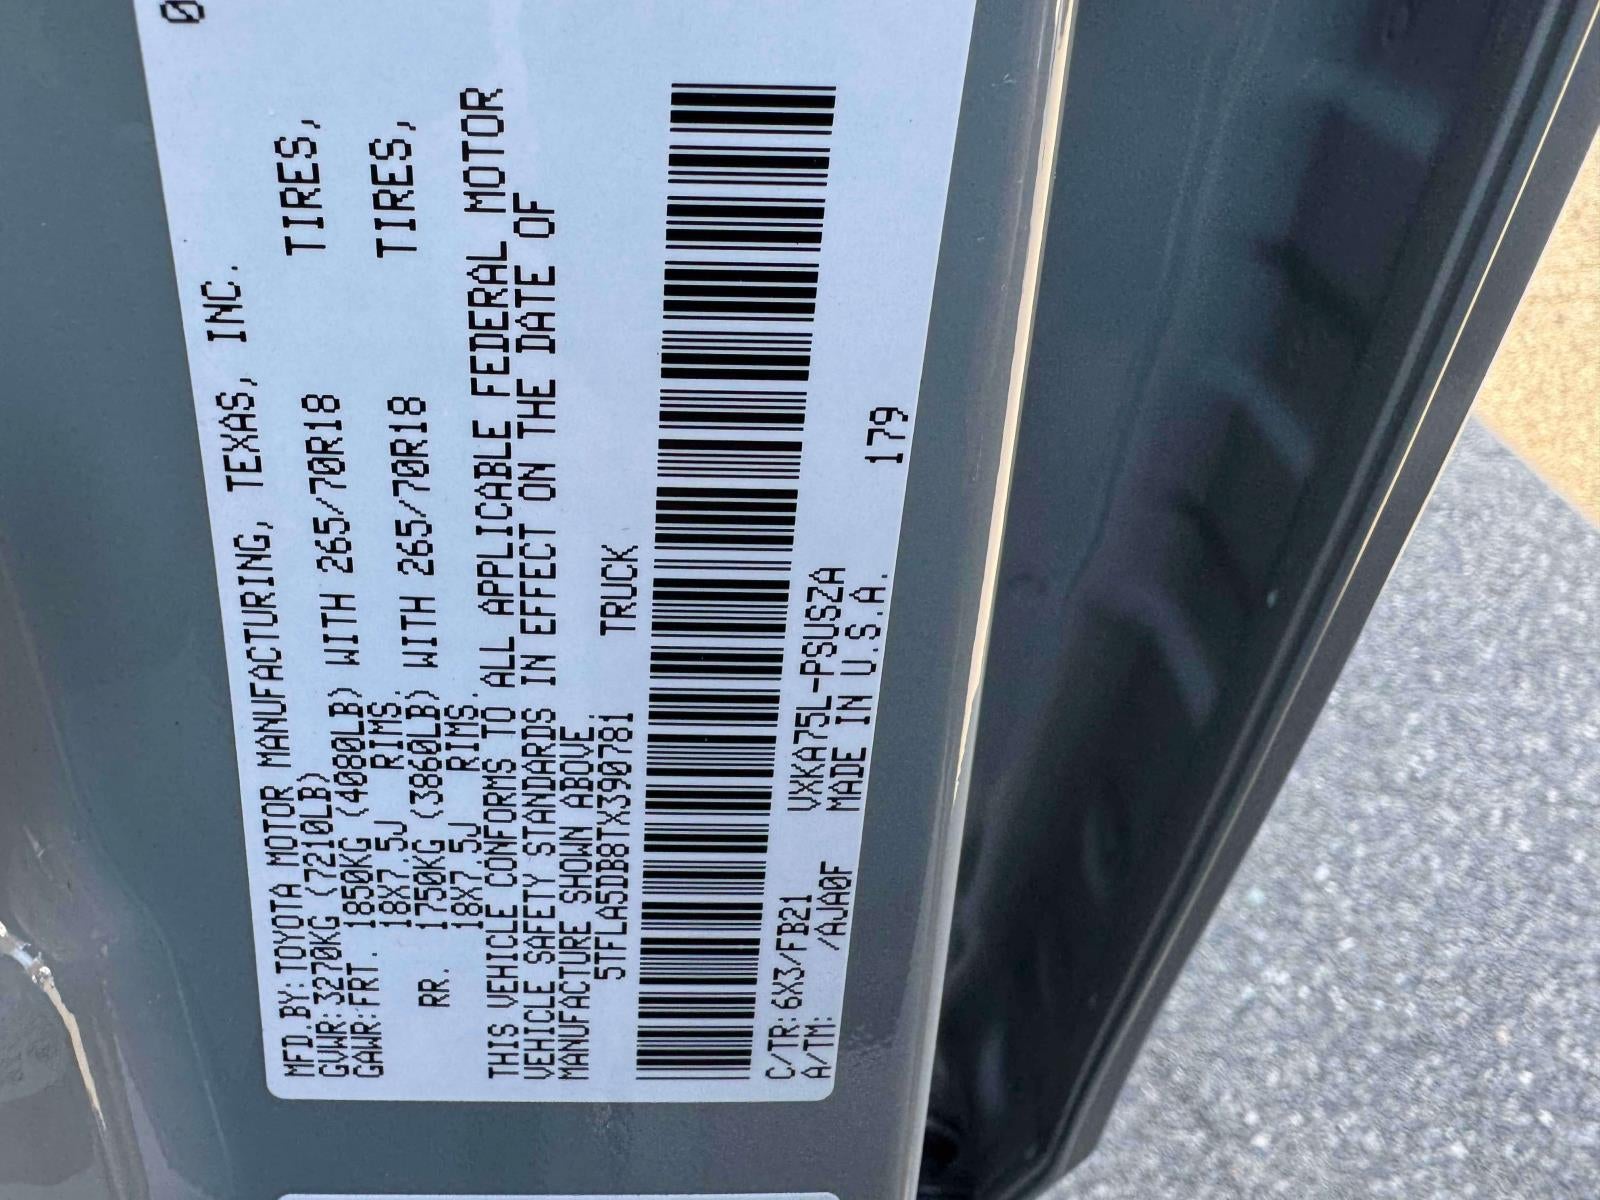 0
MFD.BY:TOYOTA MOTOR MANUFACTURING, TEXAS, INC.
GVWR:3270KG (7210LB)
GAWR:FRT. 1850KG (4080LB) WITH 265/70R18 TIRES,
18X7.5J RIMS.
RR. 1750KG (3860LB) WITH 265/70R18 TIRES,
18X7.5J RIMS.
THIS VEHICLE CONFORMS TO ALL APPLICABLE FEDERAL MOTOR
VEHICLE SAFETY STANDARDS IN EFFECT ON THE DATE OF
MANUFACTURE SHOWN ABOVE.
5TFLA5DB8TX390781 TRUCK
C/TR:6X3/FB21 VXKA75L-PSUSZA 179
A/TM: /AJA0F MADE IN U.S.A.